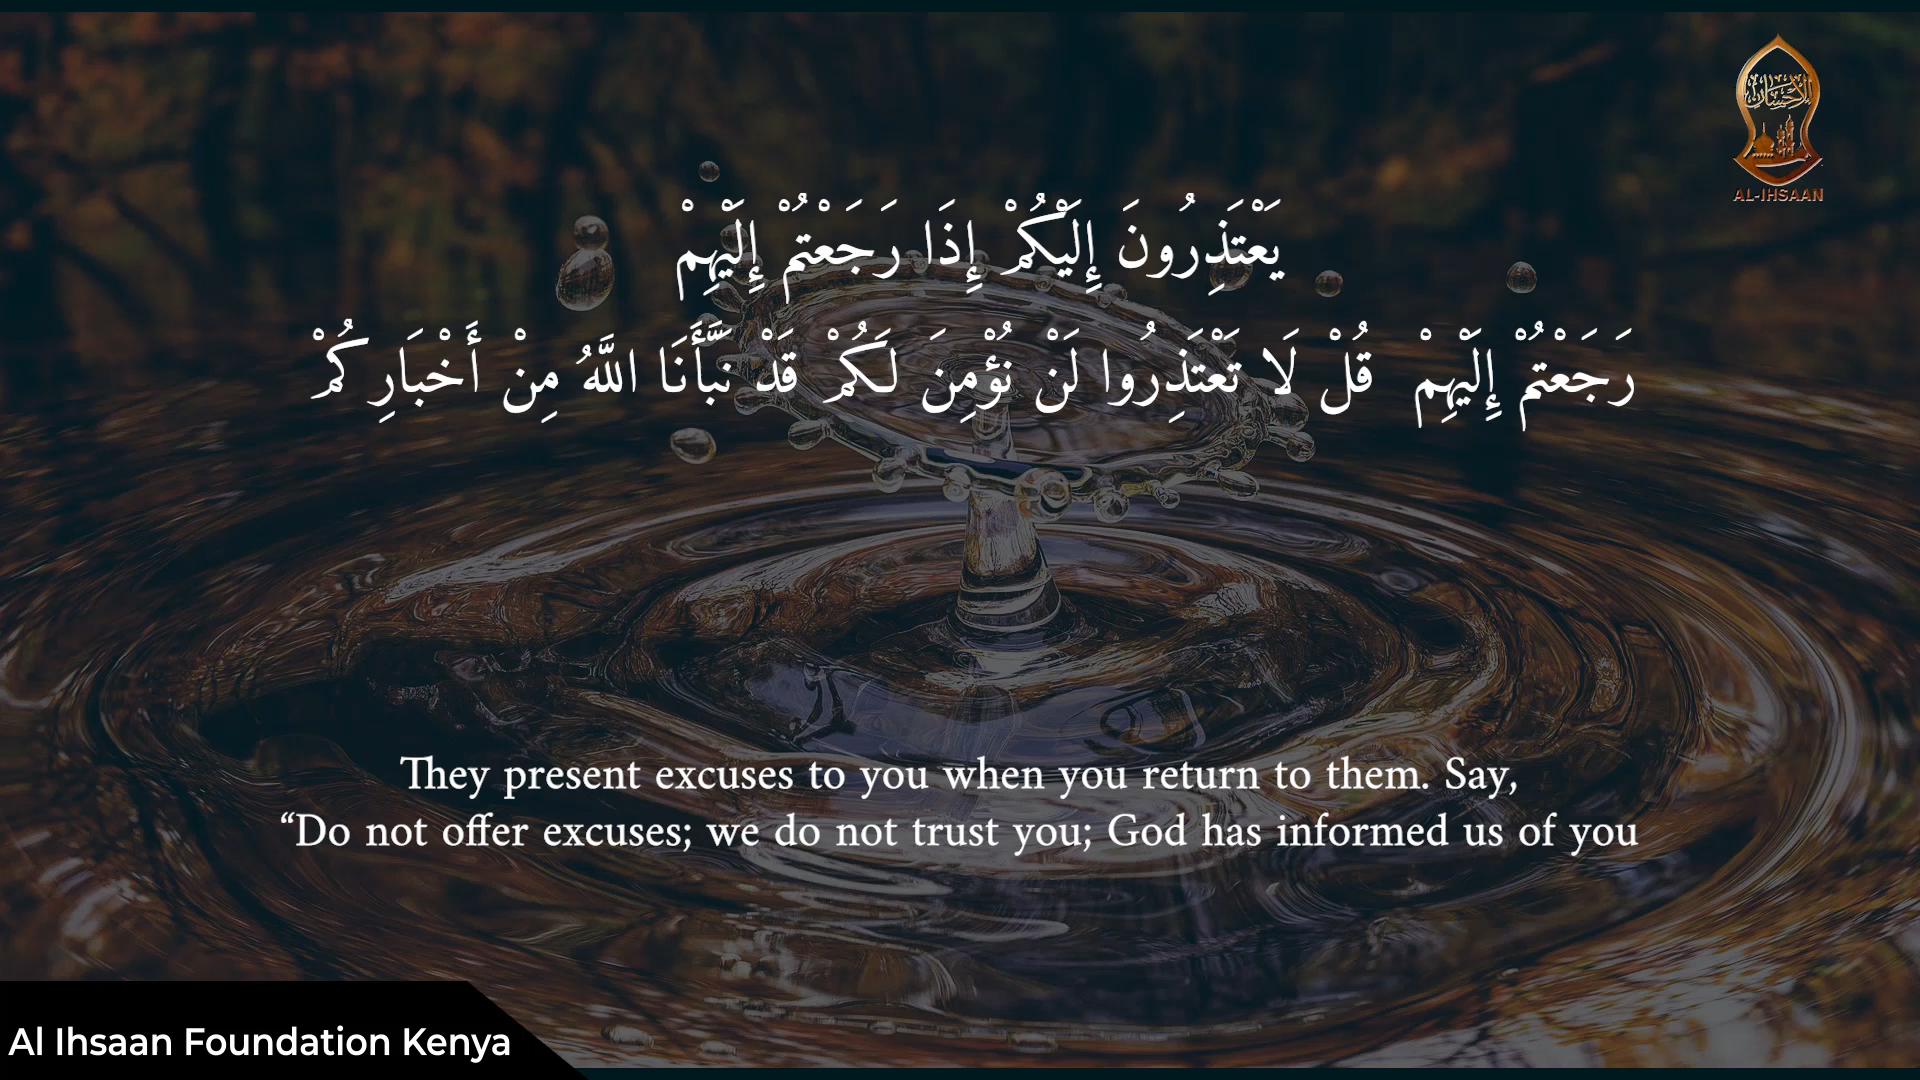 الإحسان
AL-IHSAAN
يَعْتَذِرُونَ إِلَيْكُمْ إِذَا رَجَعْتُمْ إِلَيْهِمْ
رَجَعْتُمْ إِلَيْهِمْ قُلْ لَا تَعْتَذِرُوا لَنْ نُؤْمِنَ لَكُمْ قَدْ نَبَّأَنَا اللَّهُ مِنْ أَخْبَارِكُمْ
They present excuses to you when you return to them. Say,
“Do not offer excuses; we do not trust you; God has informed us of you
Al Ihsaan Foundation Kenya